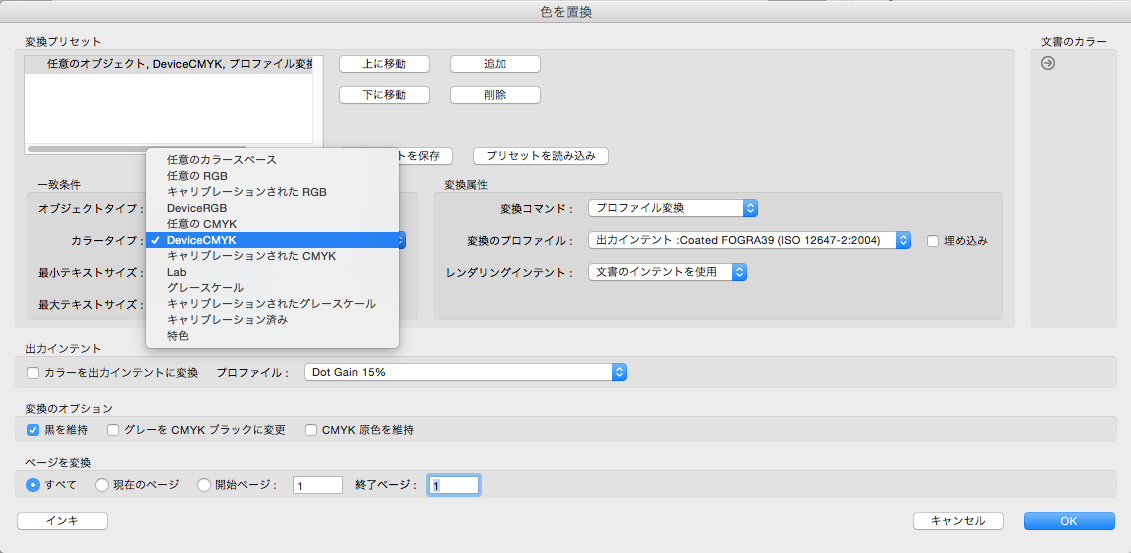 色を置換
変換プリセット
文書のカラー
任意のオブジェクト, DeviceCMYK, プロファイル変換
上に移動
追加
下に移動
削除
トを保存
プリセットを読み込み
一致条件
オブジェクトタイプ：
カラータイプ：
最小テキストサイズ：
最大テキストサイズ：
任意のカラースペース
任意の RGB
キャリブレーションされた RGB
DeviceRGB
任意の CMYK
✓ DeviceCMYK
キャリブレーションされた CMYK
Lab
グレースケール
キャリブレーションされたグレースケール
キャリブレーション済み
特色
変換属性
変換コマンド： プロファイル変換
変換のプロファイル： 出力インテント :Coated FOGRA39 (ISO 12647-2:2004) 埋め込み
レンダリングインテント： 文書のインテントを使用
出力インテント
カラーを出力インテントに変換 プロファイル： Dot Gain 15%
変換のオプション
黒を維持 グレーを CMYK ブラックに変更 CMYK 原色を維持
ページを変換
すべて 現在のページ 開始ページ： 1 終了ページ： 1
インキ
キャンセル
OK